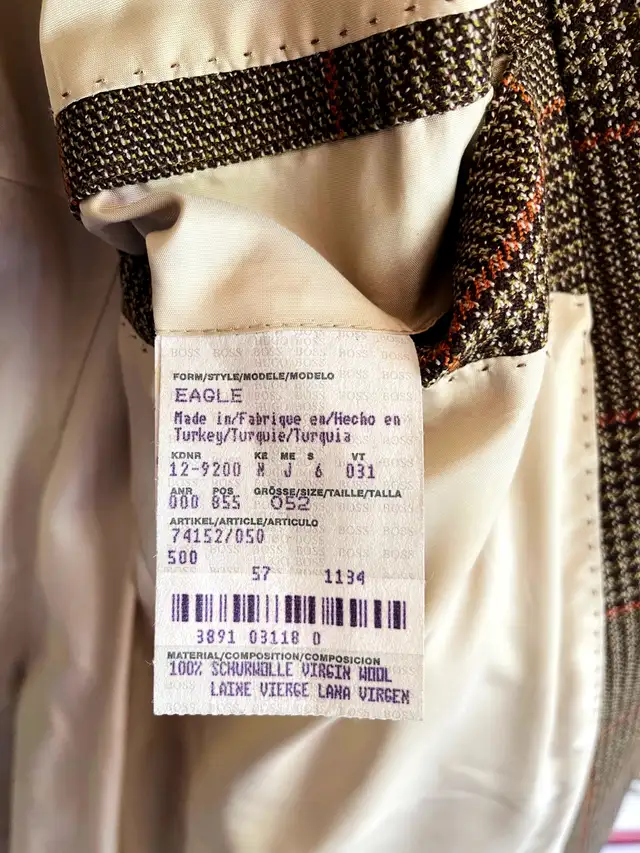 FORM/STYLE/MODELE/MODELO
EAGLE
Made in/Fabrique en/Hecho en
Turkey/Turquie/Turquia
KDNR KE ME S VT
12-9200 N J 6 031
ANR POS GRÖSSE/SIZE/TAILLE/TALLA
000 855 052
ARTIKEL/ARTICLE/ARTICULO
74152/050
500
57 1134
3891 03118 0
MATERIAL/COMPOSITION/COMPOSICION
100% SCHURWOLLE VIRGIN WOOL
LAINE VIERGE LANA VIRGEN